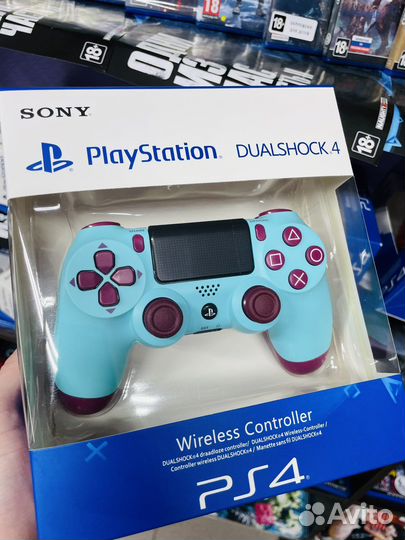 18+
18+
18+
SONY
PlayStation
DUALSHOCK.4
Wireless Controller
DUALSHOCK®4 draadloze controller/ DUALSHOCK®4 Wireless-Controller /
Controller wireless DUALSHOCK®4 / Manette sans fil DUALSHOCK®4
PS4
Avito